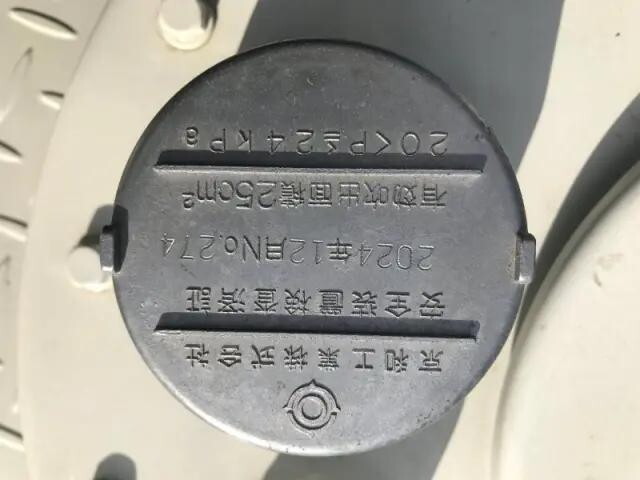 京和工業株式会社
安全装置検査済証
2024年12月No.274
有効吹出面積25cm²
20<P≦24kPa